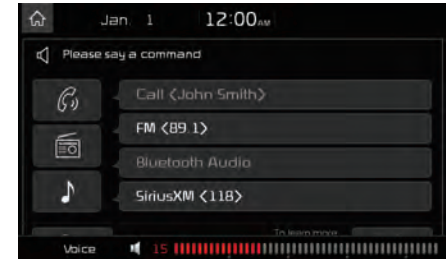 Jan. 1 12:00AM
Please say a command
Call <John Smith>
FM <89.1>
Bluetooth Audio
SiriusXM <118>
To learn more
Voice 15